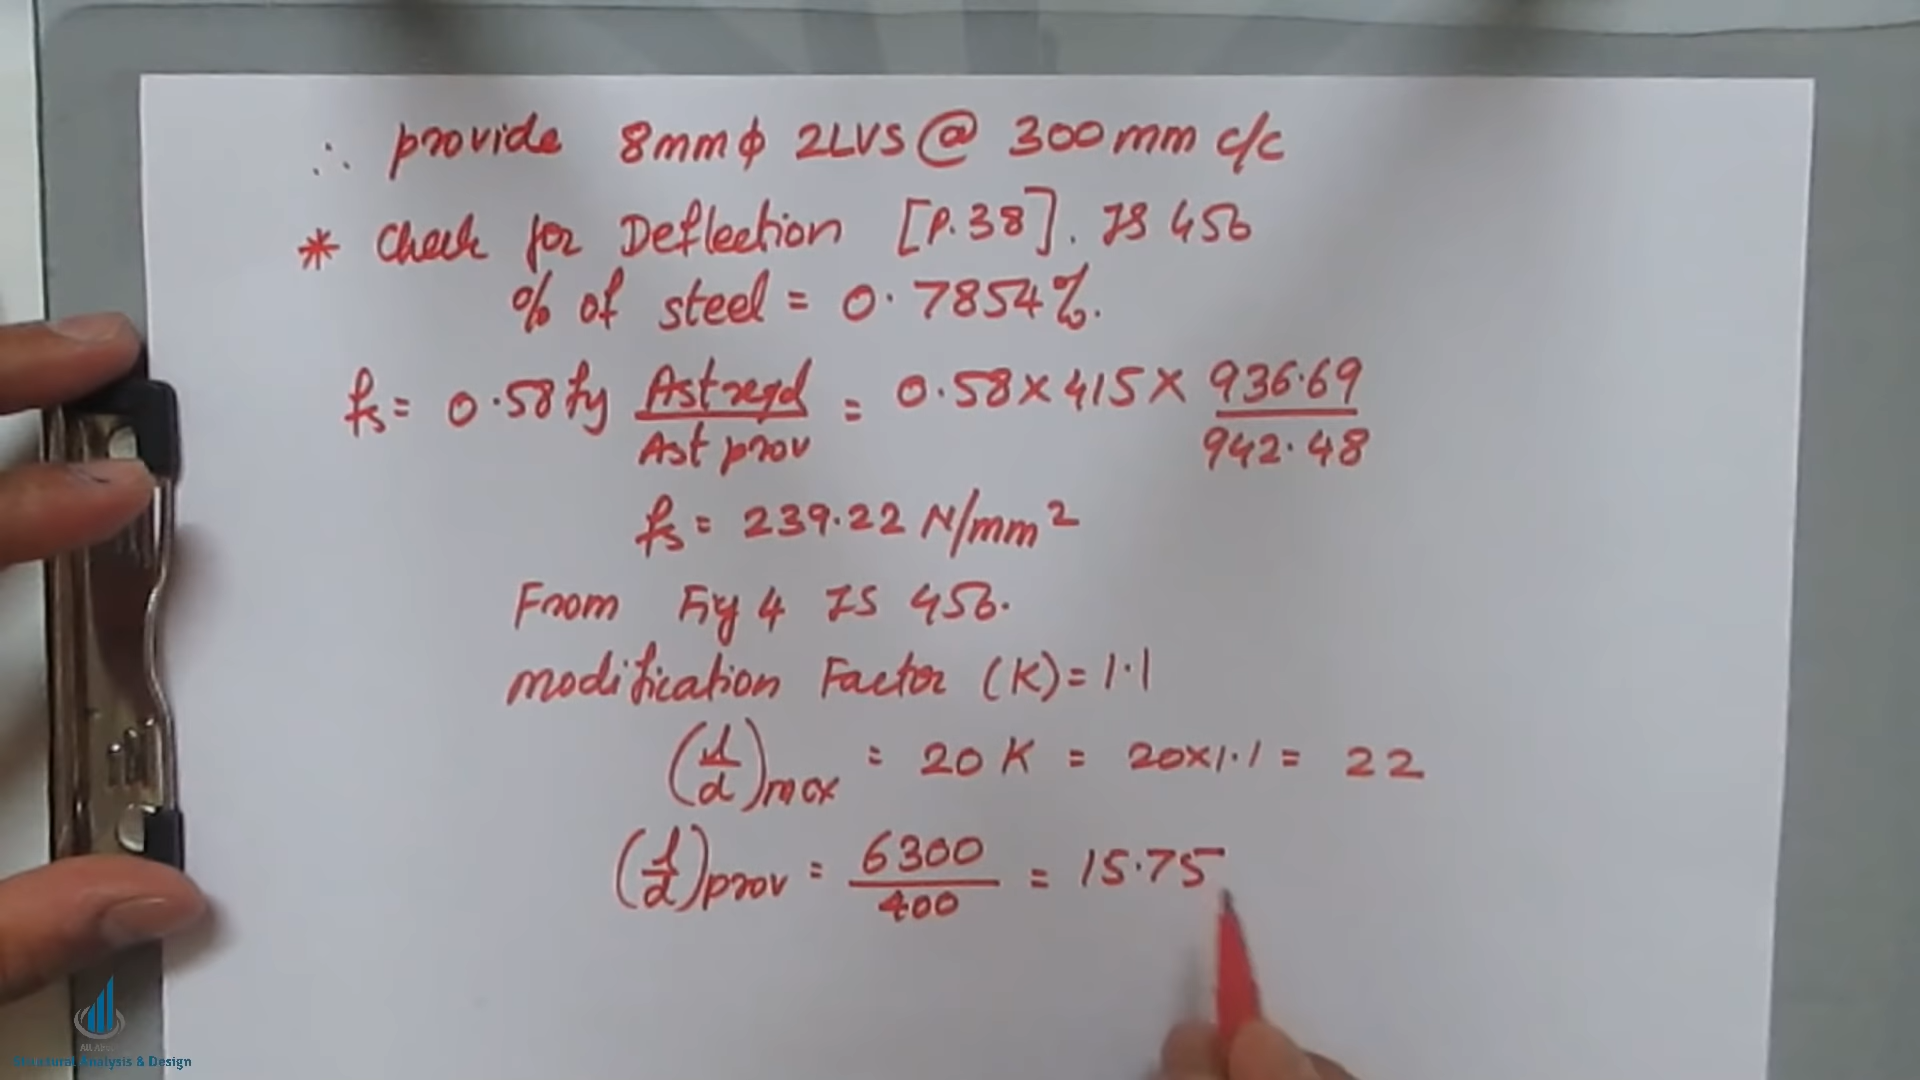 ∴ provide 8mmϕ 2LVS @ 300mm c/c
* Check for Deflection [P.38]. IS 456
% of steel = 0.7854%.
fs = 0.58 fy Ast reqd / Ast prov = 0.58 × 415 × 936.69 / 942.48
fs = 239.22 N/mm²
From Fig 4 IS 456.
modification Factor (K) = 1.1
(l/d)max = 20 K = 20×1.1 = 22
(l/d)prov = 6300/400 = 15.75
Structural Analysis & Design